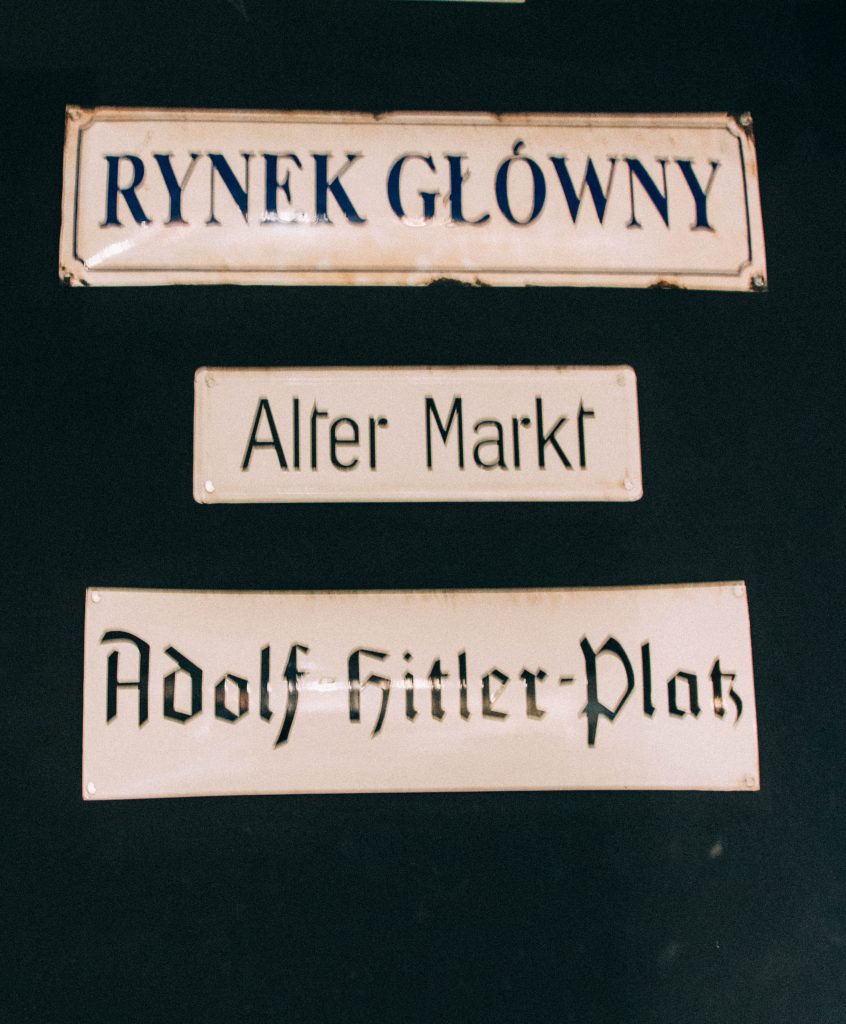 RYNEK GŁÓWNY
Alter Markt
Adolf-Hitler-Platz